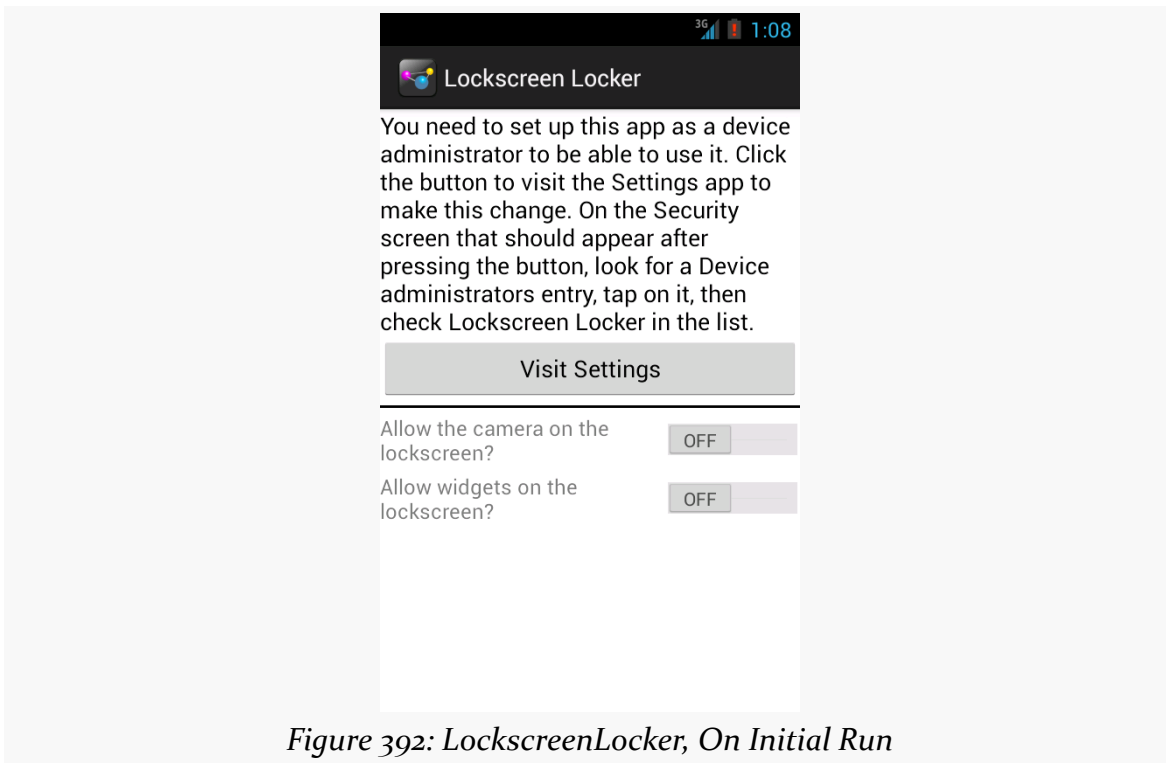 3G 1:08
Lockscreen Locker
You need to set up this app as a device
administrator to be able to use it. Click
the button to visit the Settings app to
make this change. On the Security
screen that should appear after
pressing the button, look for a Device
administrators entry, tap on it, then
check Lockscreen Locker in the list.
Visit Settings
Allow the camera on the
lockscreen?
OFF
Allow widgets on the
lockscreen?
OFF
Figure 392: LockscreenLocker, On Initial Run